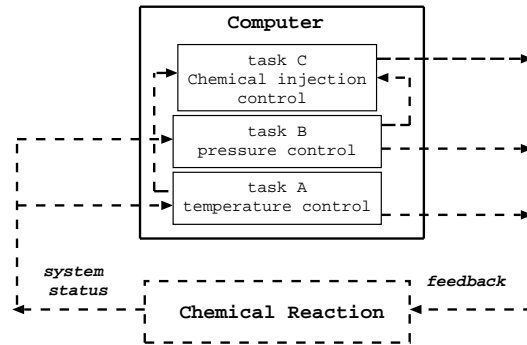 Computer
task C
Chemical injection
control
task B
pressure control
task A
temperature control
system
status
feedback
Chemical Reaction